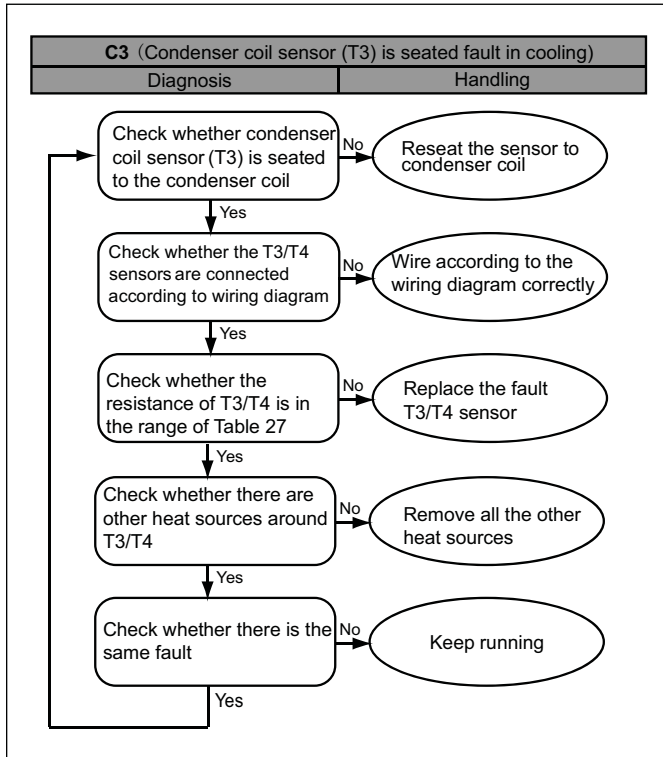 C3（Condenser coil sensor (T3) is seated fault in cooling)
Diagnosis
Handling
Check whether condenser
coil sensor (T3) is seated
to the condenser coil
No
Reseat the sensor to
condenser coil
Yes
Check whether the T3/T4
sensors are connected
according to wiring diagram
No
Wire according to the
wiring diagram correctly
Yes
Check whether the
resistance of T3/T4 is in
the range of Table 27
No
Replace the fault
T3/T4 sensor
Yes
Check whether there are
other heat sources around
T3/T4
No
Remove all the other
heat sources
Yes
Check whether there is the
same fault
No
Keep running
Yes